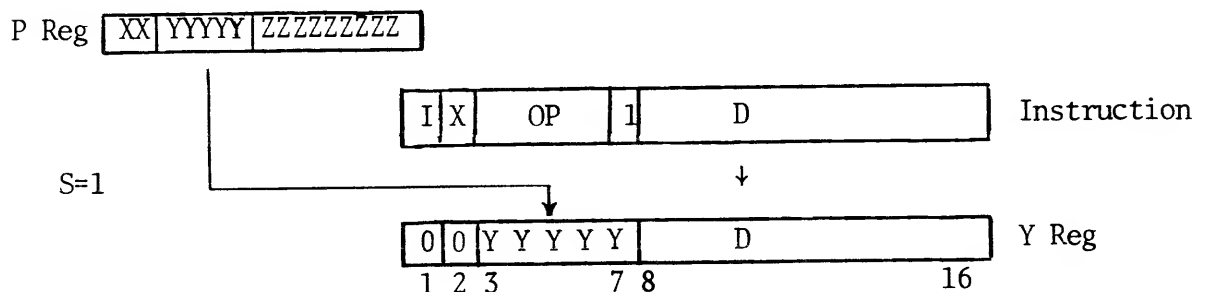 P Reg XX YYYYY ZZZZZZZZZ
I X OP 1 D Instruction
S=1
0 0 Y Y Y Y Y D Y Reg
1 2 3 7 8 16